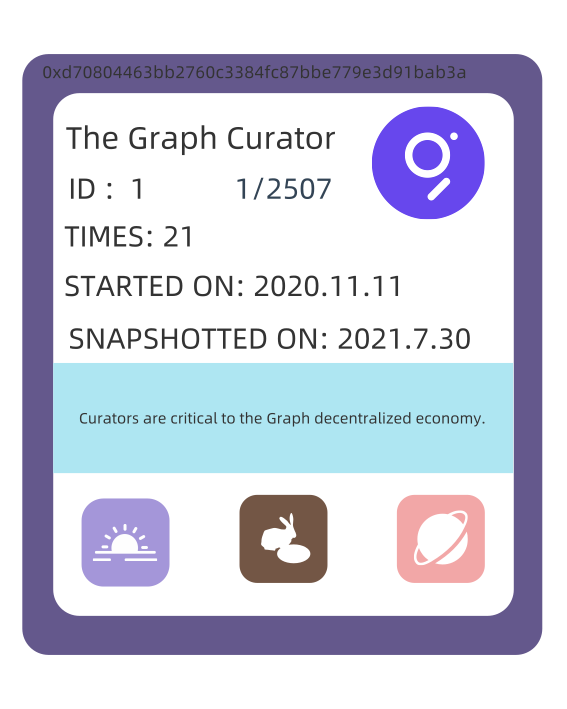 0xd70804463bb2760c3384fc87bbe779e3d91bab3a
The Graph Curator
ID : 1 1/2507
TIMES: 21
STARTED ON: 2020.11.11
SNAPSHOTTED ON: 2021.7.30
Curators are critical to the Graph decentralized economy.